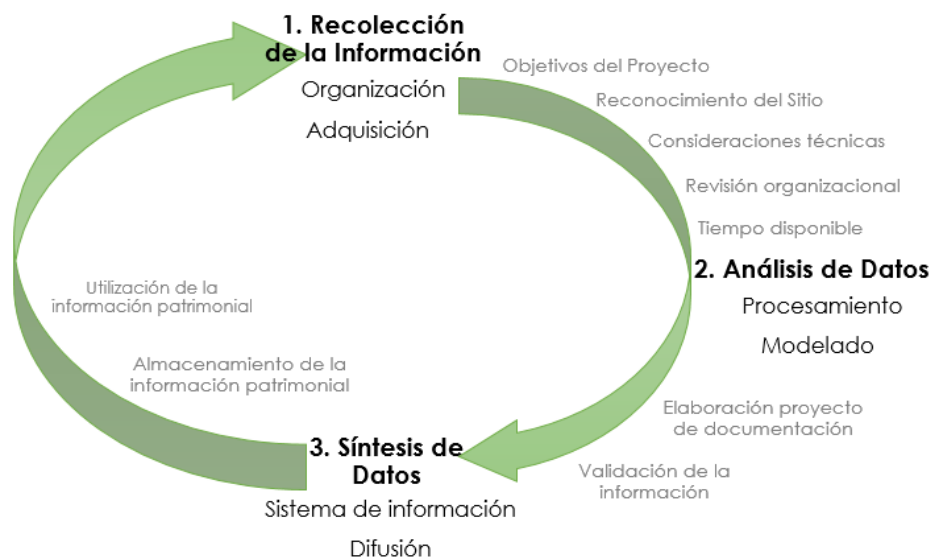 1. Recolección
de la Información
Organización
Adquisición
Objetivos del Proyecto
Reconocimiento del Sitio
Consideraciones técnicas
Revisión organizacional
Tiempo disponible
2. Análisis de Datos
Procesamiento
Modelado
Elaboración proyecto
de documentación
Validación de la
información
3. Síntesis de
Datos
Sistema de información
Difusión
Almacenamiento de la
información patrimonial
Utilización de la
información patrimonial